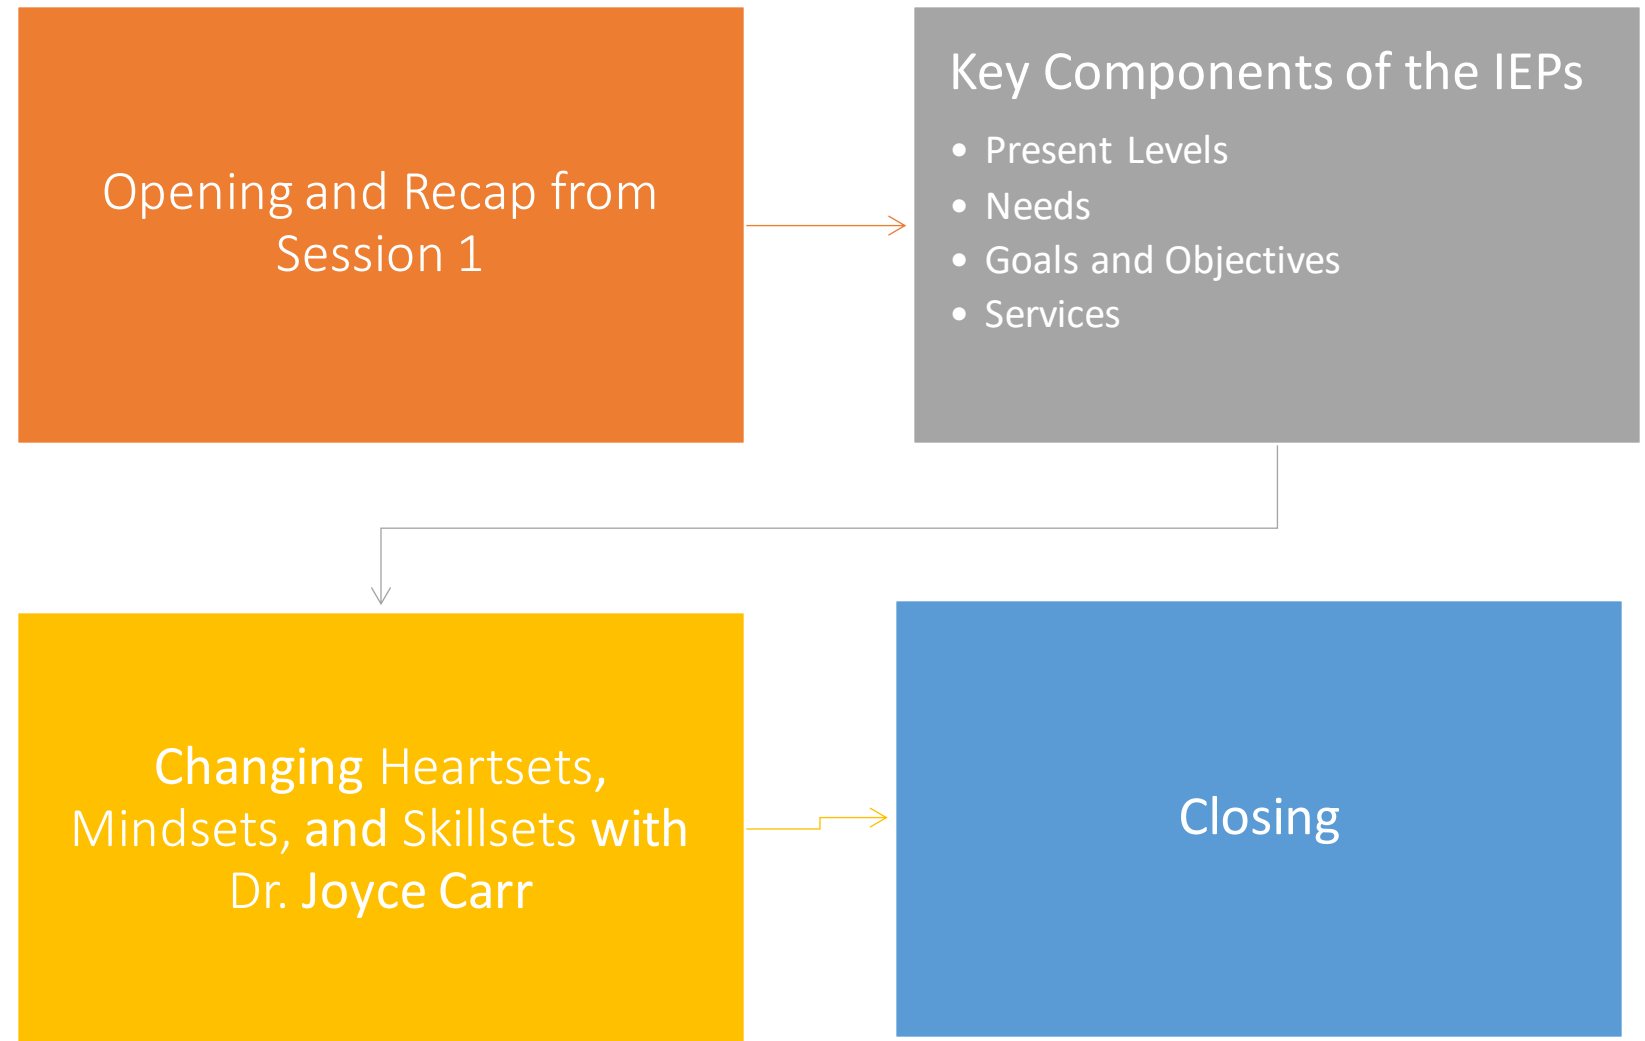 Opening and Recap from
Session 1
Key Components of the IEPs
• Present Levels
• Needs
• Goals and Objectives
• Services
Changing Heartsets,
Mindsets, and Skillsets with
Dr. Joyce Carr
Closing